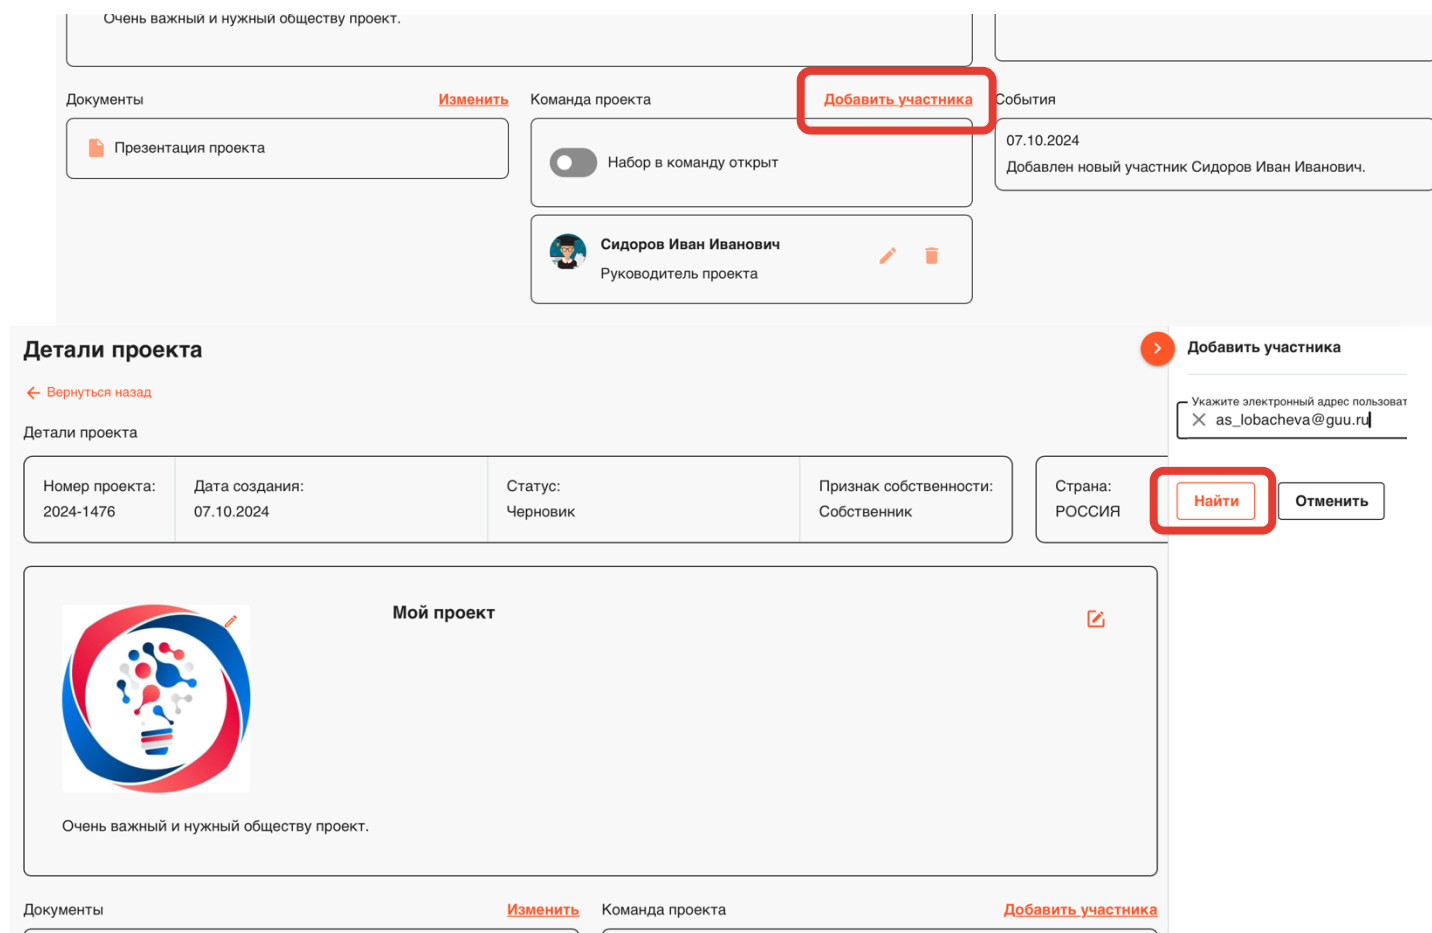 Очень важный и нужный обществу проект.
Документы
Изменить
Команда проекта
Добавить участника
События
Презентация проекта
Набор в команду открыт
07.10.2024
Добавлен новый участник Сидоров Иван Иванович.
Сидоров Иван Иванович
Руководитель проекта
Детали проекта
Вернуться назад
Детали проекта
Номер проекта:
2024-1476
Дата создания:
07.10.2024
Статус:
Черновик
Признак собственности:
Собственник
Страна:
РОССИЯ
Мой проект
Очень важный и нужный обществу проект.
Документы
Изменить
Команда проекта
Добавить участника
Добавить участника
Укажите электронный адрес пользоват
as_lobacheva@guu.ru
Найти
Отменить